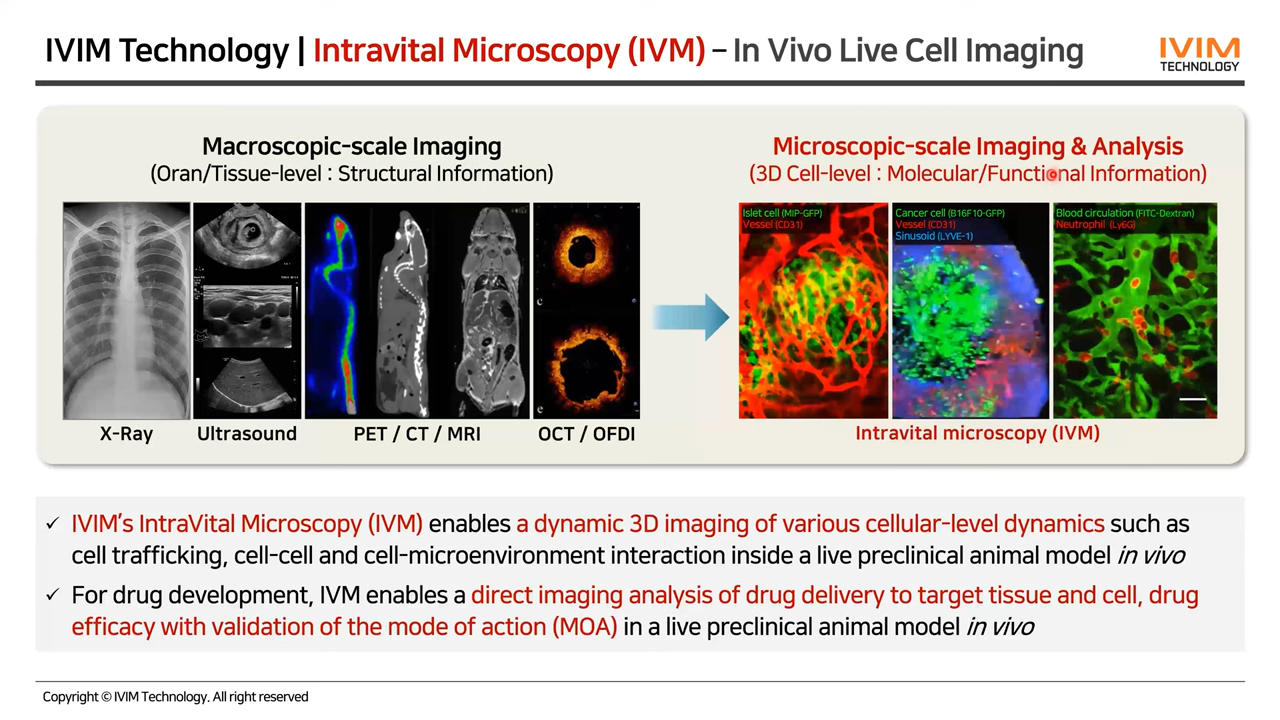 IVIM Technology | Intravital Microscopy (IVM) – In Vivo Live Cell Imaging
IVIM
TECHNOLOGY
Macroscopic-scale Imaging
(Oran/Tissue-level : Structural Information)
X-Ray
Ultrasound
PET / CT / MRI
OCT / OFDI
Microscopic-scale Imaging & Analysis
(3D Cell-level : Molecular/Functional Information)
Islet cell (MIP-GFP)
Vessel (CD31)
Cancer cell (B16F10-GFP)
Vessel (CD31)
Sinusoid (LYVE-1)
Blood circulation (FITC-Dextran)
Neutrophil (Ly6G)
Intravital microscopy (IVM)
✓ IVIM's IntraVital Microscopy (IVM) enables a dynamic 3D imaging of various cellular-level dynamics such as
cell trafficking, cell-cell and cell-microenvironment interaction inside a live preclinical animal model in vivo
✓ For drug development, IVM enables a direct imaging analysis of drug delivery to target tissue and cell, drug
efficacy with validation of the mode of action (MOA) in a live preclinical animal model in vivo
Copyright © IVIM Technology. All right reserved